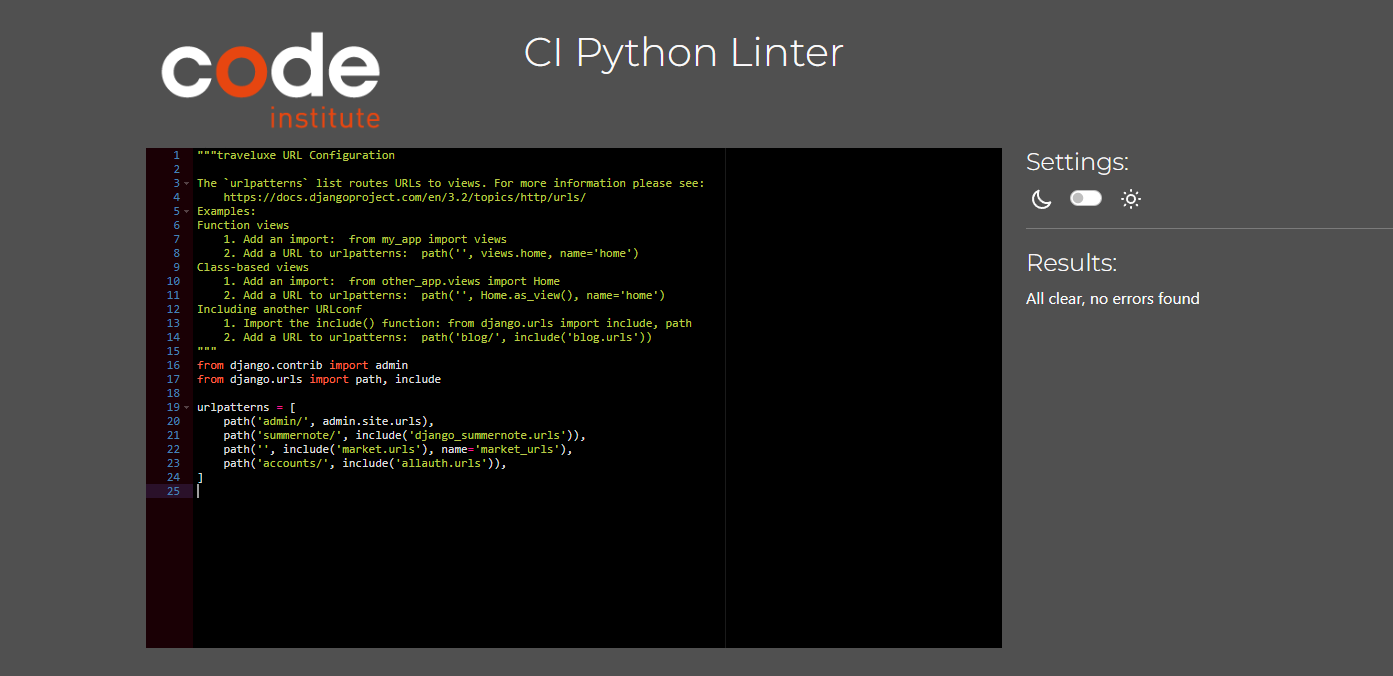 code
institute
CI Python Linter
1 """traveluxe URL Configuration
2
3 The `urlpatterns` list routes URLs to views. For more information please see:
4     https://docs.djangoproject.com/en/3.2/topics/http/urls/
5 Examples:
6 Function views
7     1. Add an import:  from my_app import views
8     2. Add a URL to urlpatterns:  path('', views.home, name='home')
9 Class-based views
10     1. Add an import:  from other_app.views import Home
11     2. Add a URL to urlpatterns:  path('', Home.as_view(), name='home')
12 Including another URLconf
13     1. Import the include() function: from django.urls import include, path
14     2. Add a URL to urlpatterns:  path('blog/', include('blog.urls'))
15 """
16 from django.contrib import admin
17 from django.urls import path, include
18
19 urlpatterns = [
20     path('admin/', admin.site.urls),
21     path('summernote/', include('django_summernote.urls')),
22     path('', include('market.urls'), name='market_urls'),
23     path('accounts/', include('allauth.urls')),
24 ]
25
Settings:
Results:
All clear, no errors found